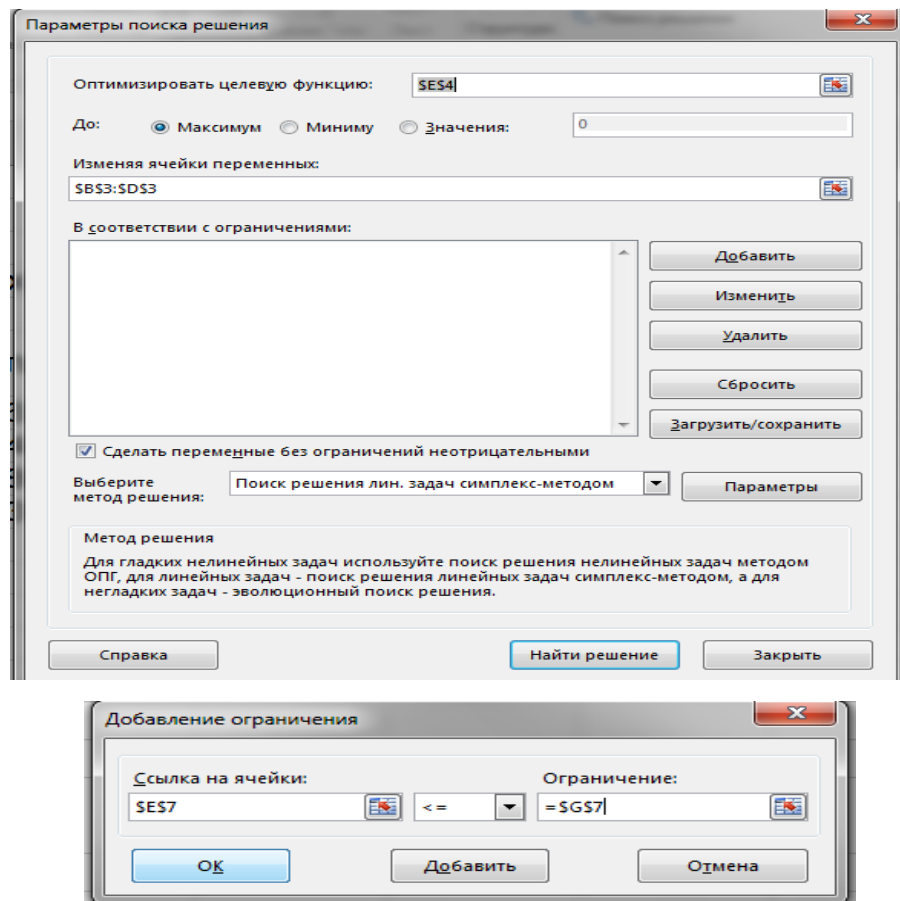 Параметры поиска решения
Оптимизировать целевую функцию: $E$4
До: Максимум Миниму Значения: 0
Изменяя ячейки переменных:
$B$3:$D$3
В соответствии с ограничениями:
Добавить
Изменить
Удалить
Сбросить
Загрузить/сохранить
Сделать переменные без ограничений неотрицательными
Выберите
метод решения:
Поиск решения лин. задач симплекс-методом
Параметры
Метод решения
Для гладких нелинейных задач используйте поиск решения нелинейных задач методом
ОПГ, для линейных задач - поиск решения линейных задач симплекс-методом, а для
негладких задач - эволюционный поиск решения.
Справка Найти решение Закрыть
Добавление ограничения
Ссылка на ячейки: Ограничение:
$E$7 <= =$G$7
ОК Добавить Отмена